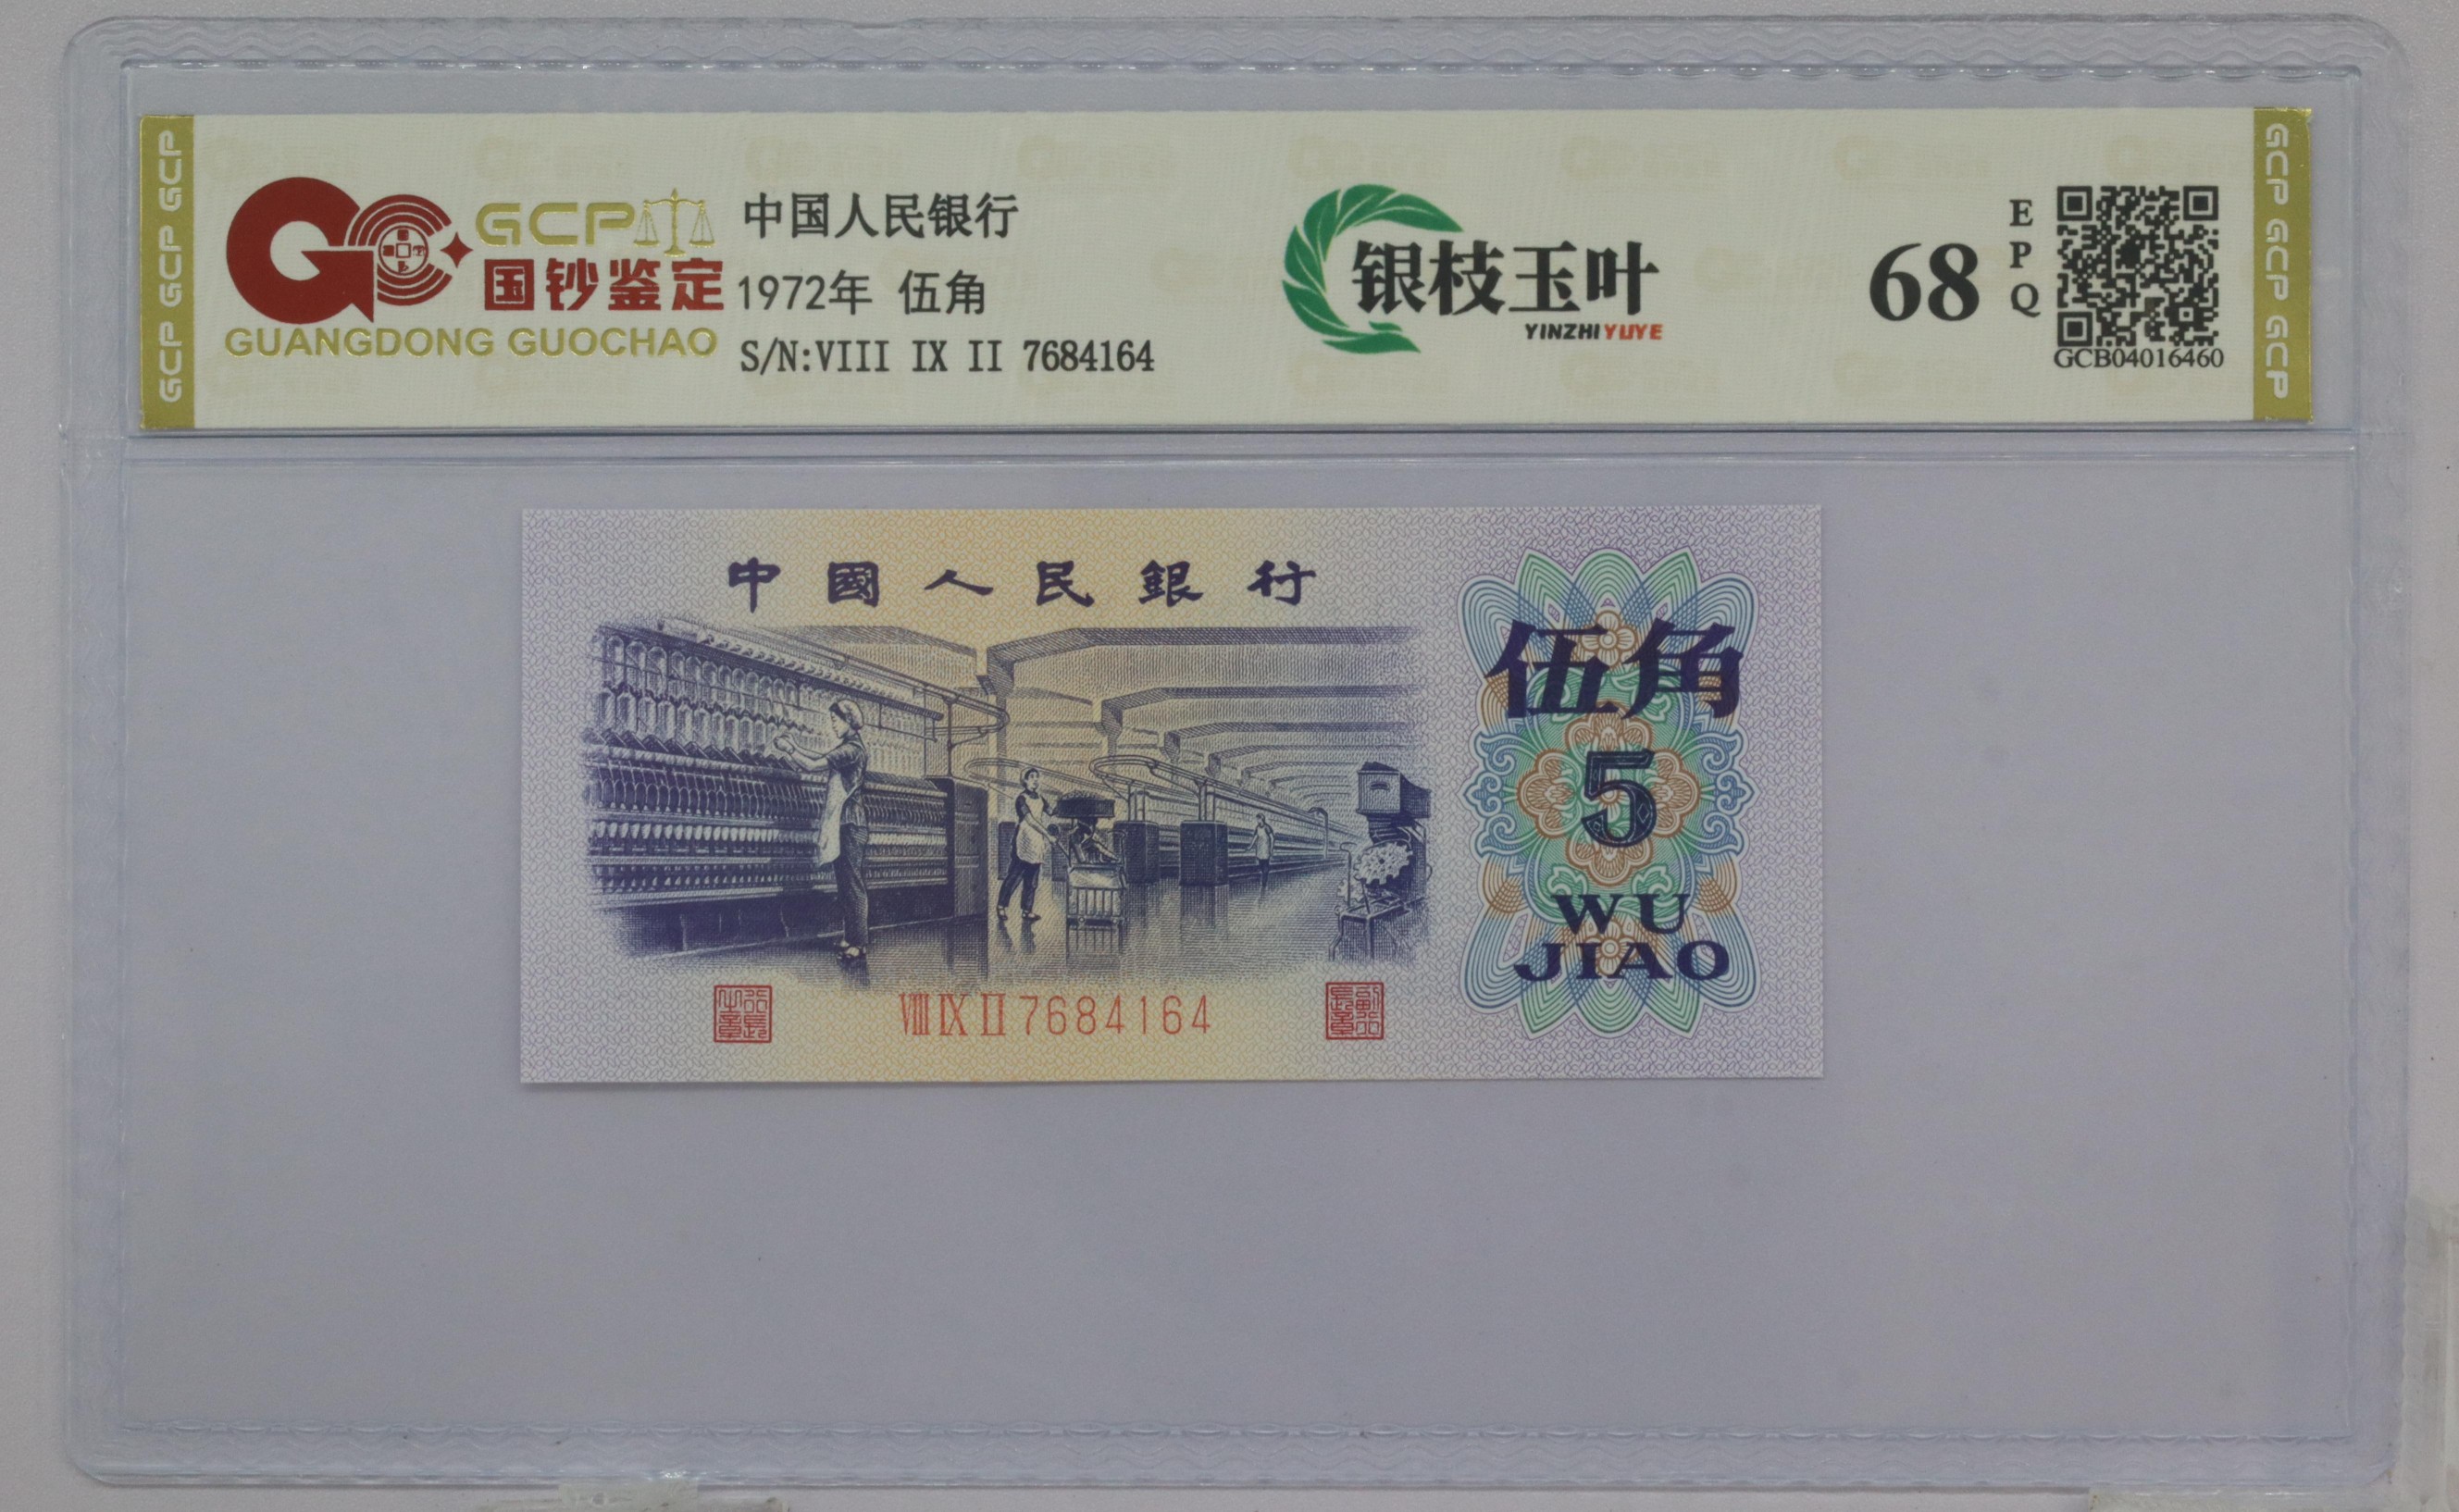 GCP GCP GCP
GCP
国钞鉴定
GUANGDONG GUOCHAO
中国人民银行
1972年 伍角
S/N:VIII IX II 7684164
银枝玉叶
YINZHI YUYE
68
EPQ
GCB04016460
GCP GCP GCP
中國人民銀行
伍角
5
WU
JIAO
VIII IX II 7684164